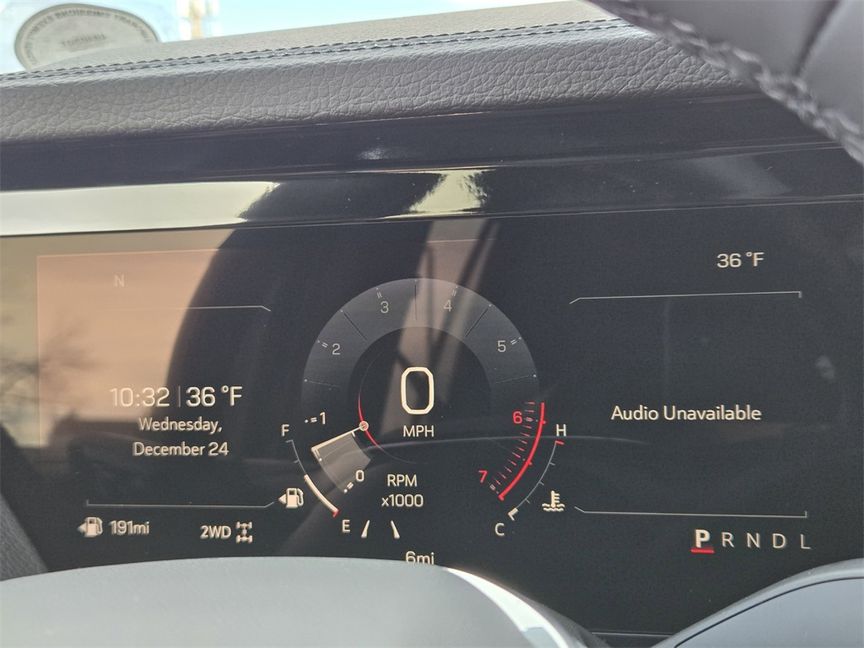 N
36 °F
3
4
2
5
10:32 | 36 °F
Wednesday,
December 24
0
MPH
Audio Unavailable
1
6
F
H
0
7
RPM
x1000
191mi
2WD
E
C
P R N D L
6mi